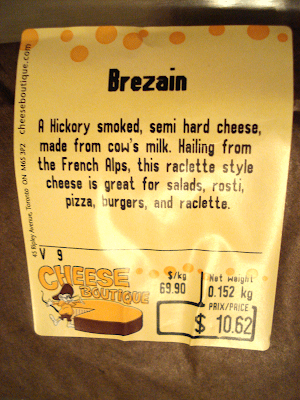 Brezain
A Hickory smoked, semi hard cheese,
made from cow's milk. Hailing from
the French Alps, this raclette style
cheese is great for salads, rosti,
pizza, burgers, and raclette.
45 Ripley Avenue, Toronto ON M6S 3P2 cheeseboutique.com
V 9
CHEESE
BOUTIQUE
$/kg
69.90
Net Weight
0.152 kg
PRIX/PRICE
$ 10.62